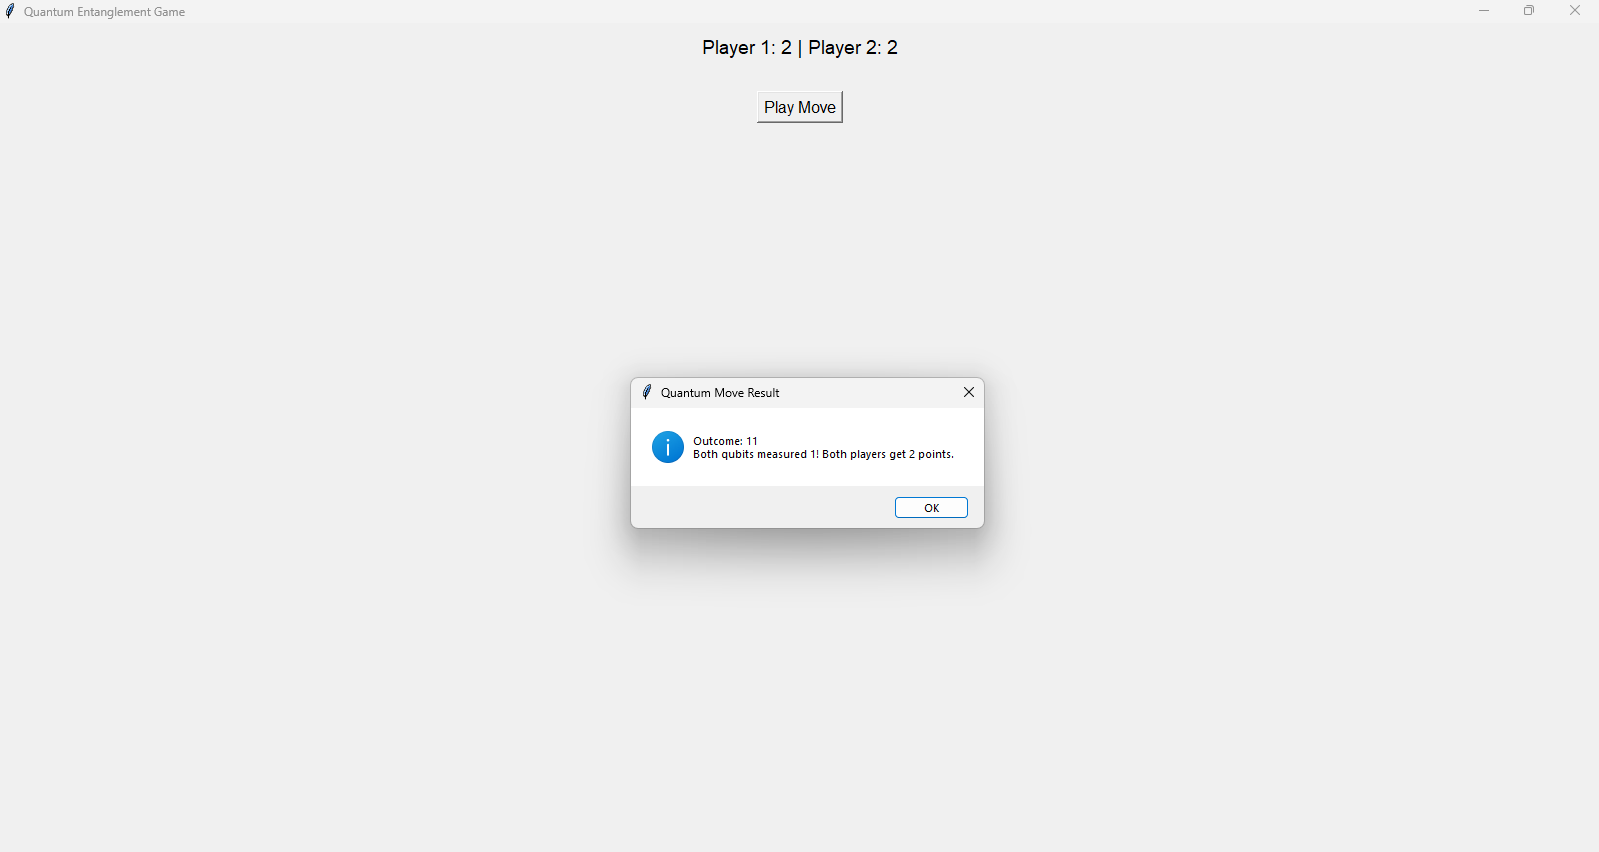 Quantum Entanglement Game
Player 1: 2 | Player 2: 2
Play Move
Quantum Move Result
Outcome: 11
Both qubits measured 1! Both players get 2 points.
OK